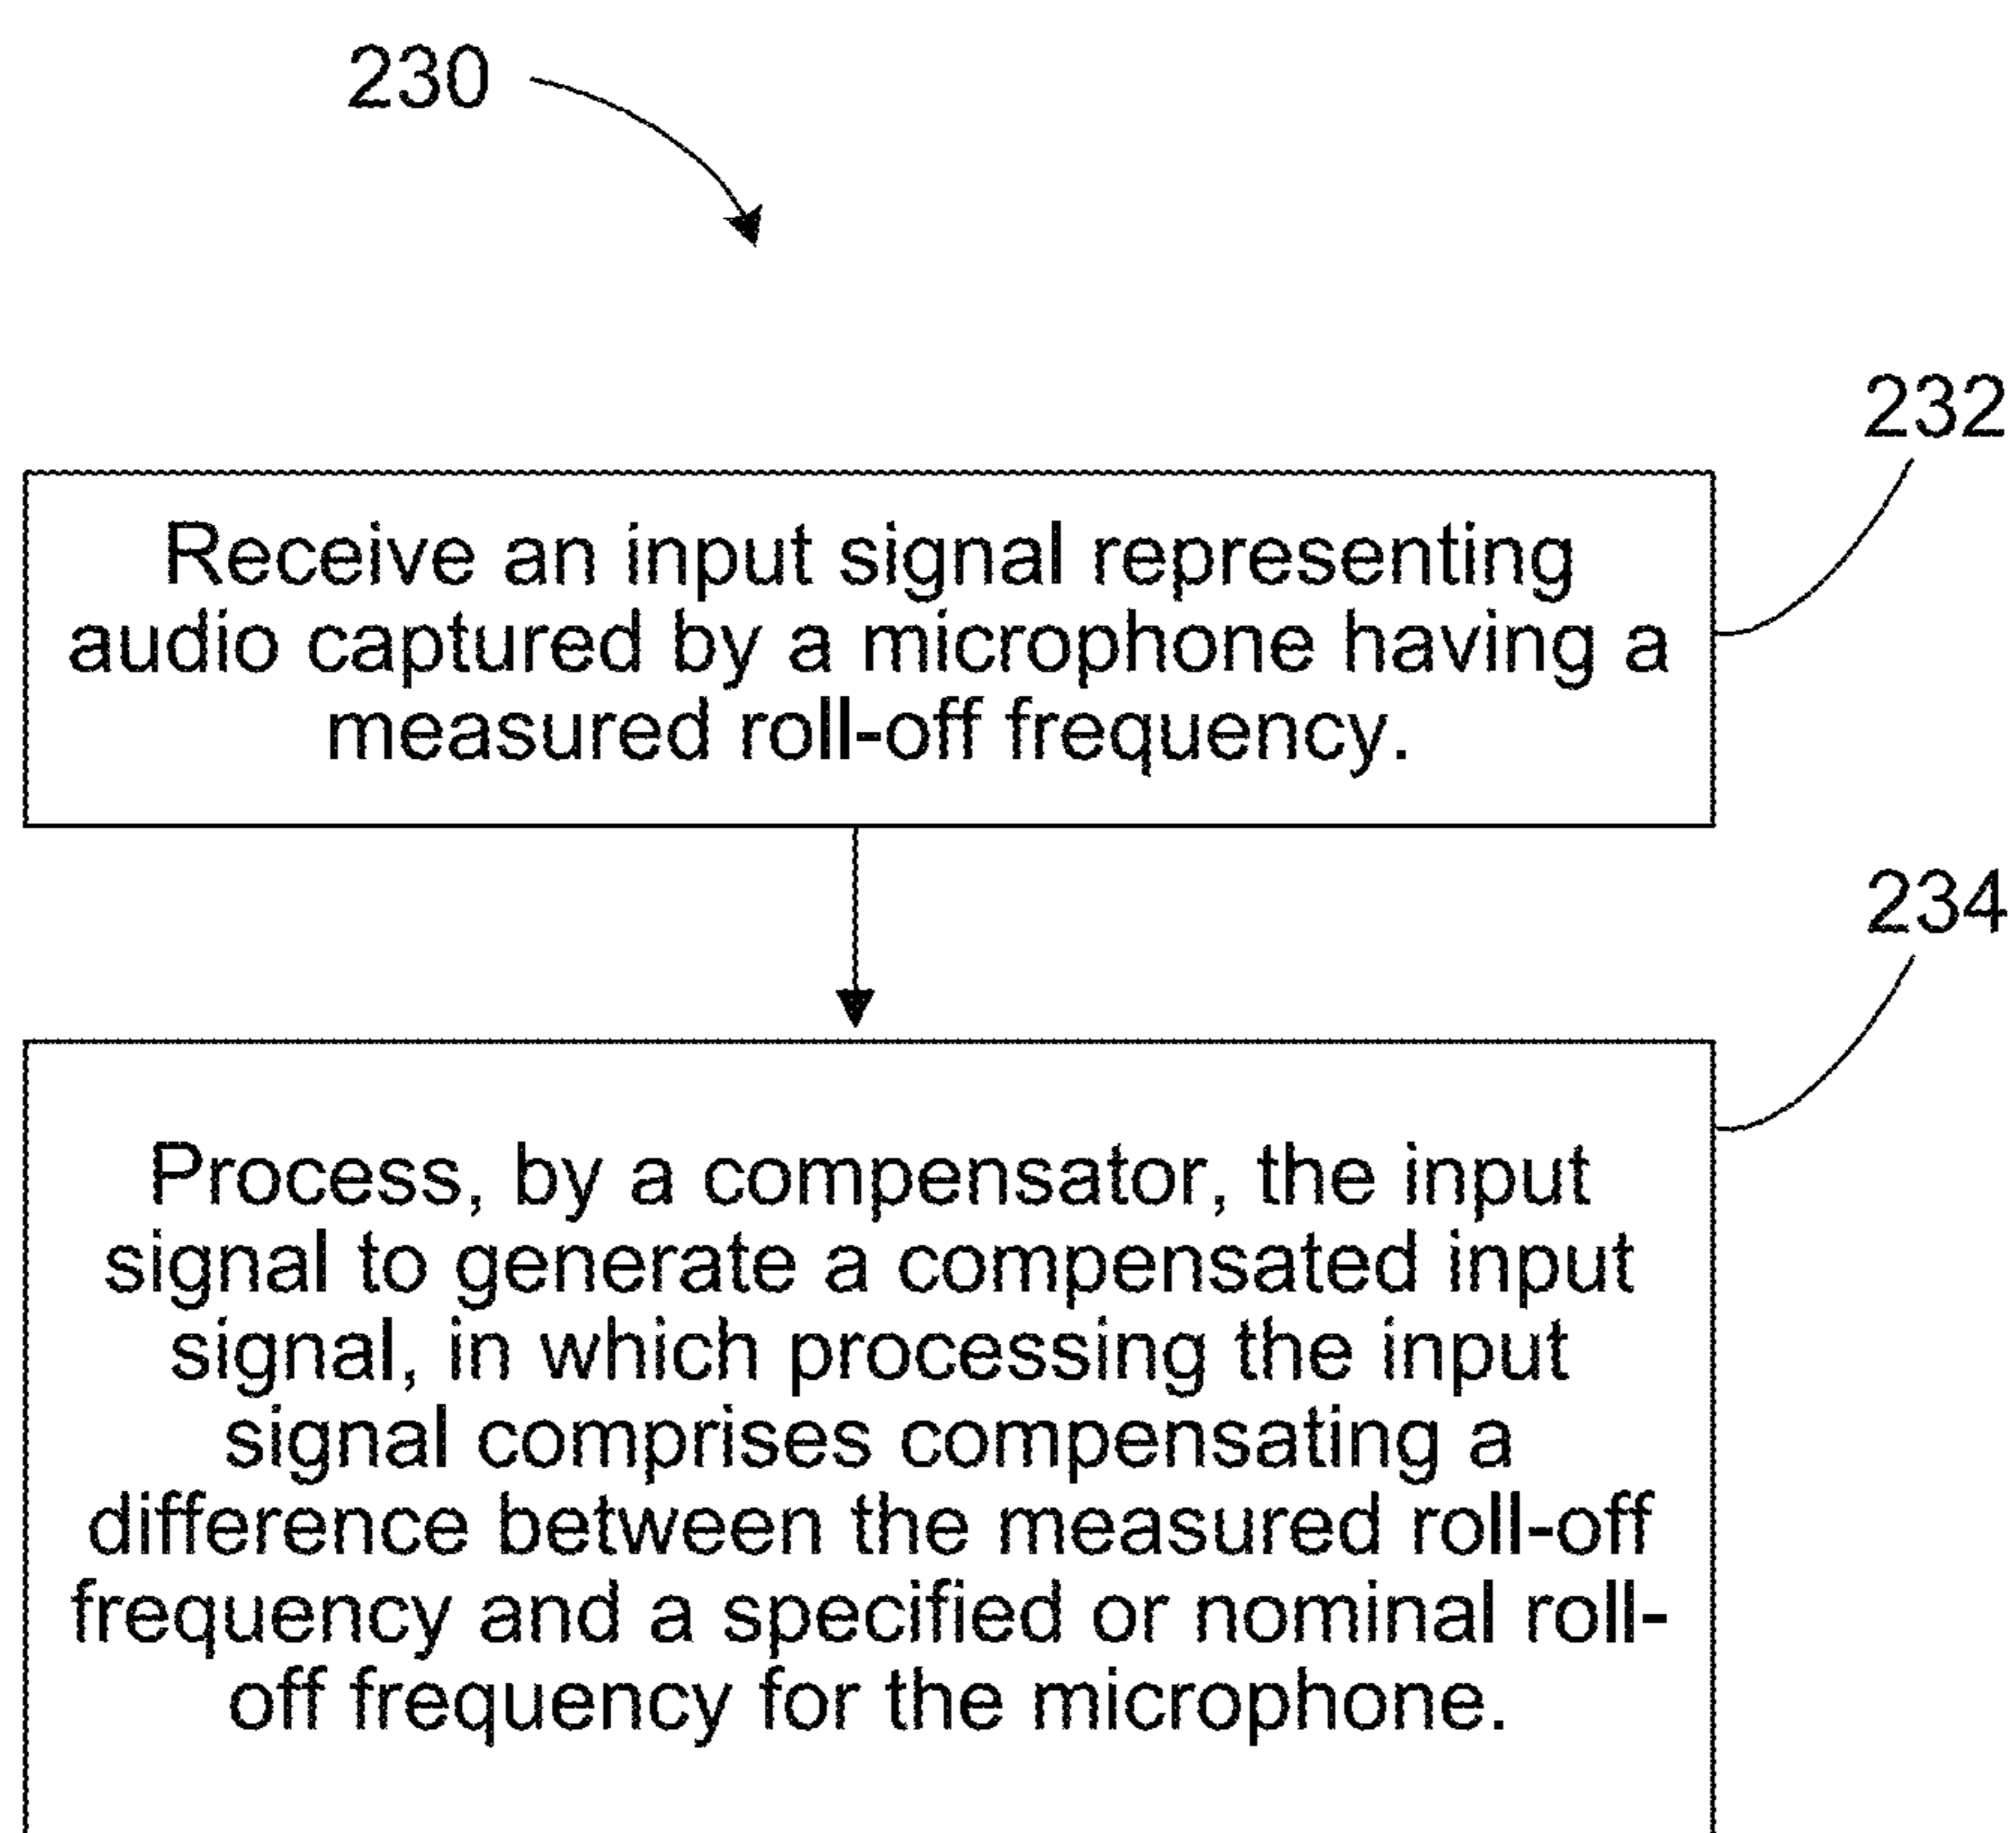 230
232
Receive an input signal representing
audio captured by a microphone having a
measured roll-off frequency.
234
Process, by a compensator, the input
signal to generate a compensated input
signal, in which processing the input
signal comprises compensating a
difference between the measured roll-off
frequency and a specified or nominal roll-
off frequency for the microphone.